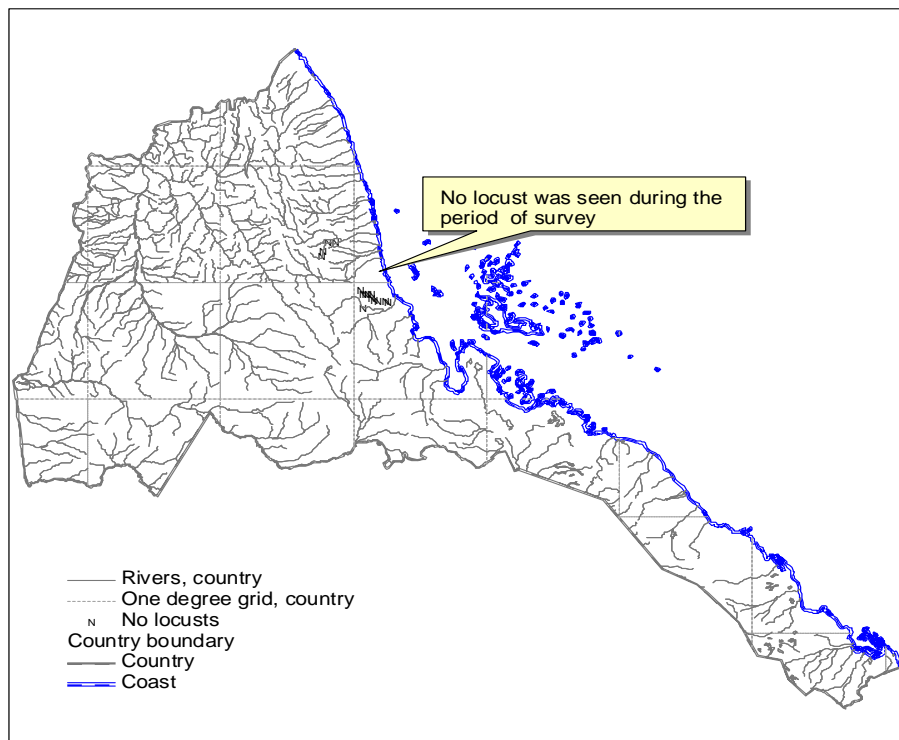 No locust was seen during the
period of survey
Rivers, country
One degree grid, country
N No locusts
Country boundary
Country
Coast